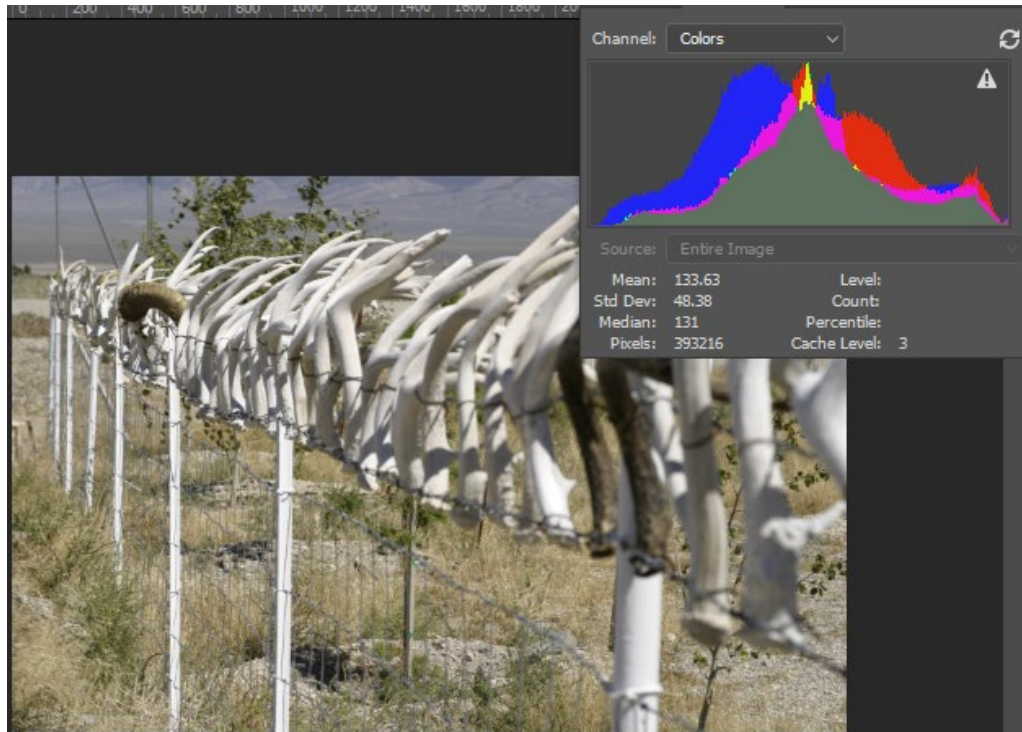 0 200 400 600 800 1000 1200 1400 1600 1800 20
Channel: Colors
Source: Entire Image
Mean: 133.63 Level:
Std Dev: 48.38 Count:
Median: 131 Percentile:
Pixels: 393216 Cache Level: 3